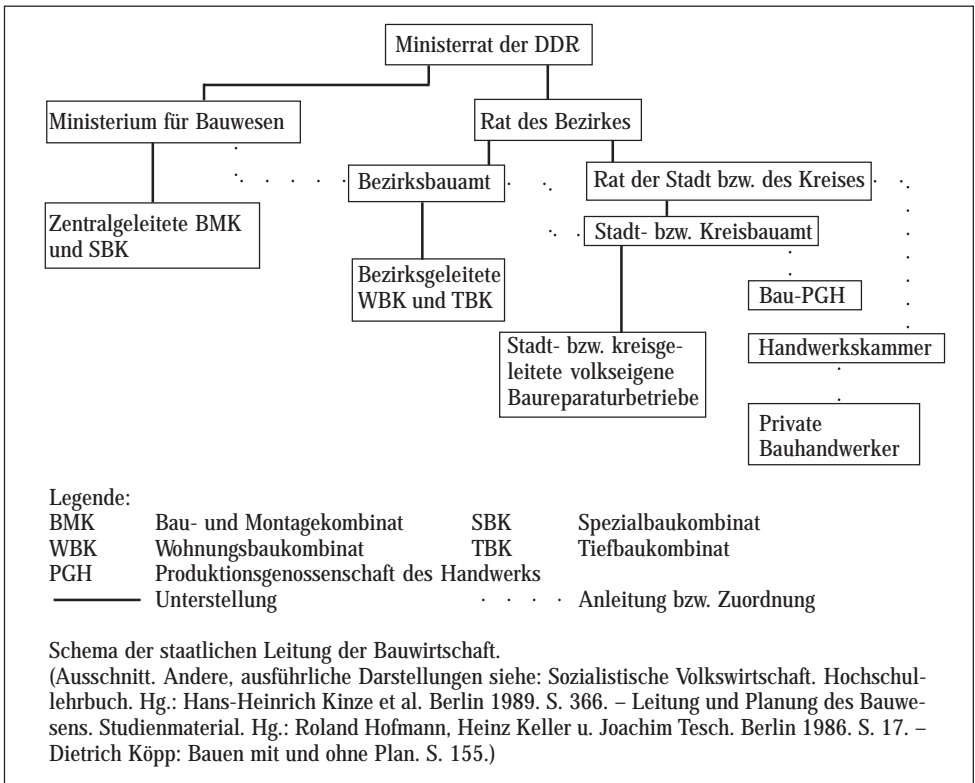 Ministerrat der DDR
Ministerium für Bauwesen
Rat des Bezirkes
Bezirksbauamt
Rat der Stadt bzw. des Kreises
Zentralgeleitete BMK
und SBK
Stadt- bzw. Kreisbauamt
Bezirksgeleitete
WBK und TBK
Bau-PGH
Stadt- bzw. kreisge-
leitete volkseigene
Baureparaturbetriebe
Handwerkskammer
Private
Bauhandwerker
Legende:
BMK Bau- und Montagekombinat SBK Spezialbaukombinat
WBK Wohnungsbaukombinat TBK Tiefbaukombinat
PGH Produktionsgenossenschaft des Handwerks
Unterstellung Anleitung bzw. Zuordnung
Schema der staatlichen Leitung der Bauwirtschaft.
(Ausschnitt. Andere, ausführliche Darstellungen siehe: Sozialistische Volkswirtschaft. Hochschul-
lehrbuch. Hg.: Hans-Heinrich Kinze et al. Berlin 1989. S. 366. – Leitung und Planung des Bauwe-
sens. Studienmaterial. Hg.: Roland Hofmann, Heinz Keller u. Joachim Tesch. Berlin 1986. S. 17. –
Dietrich Köpp: Bauen mit und ohne Plan. S. 155.)